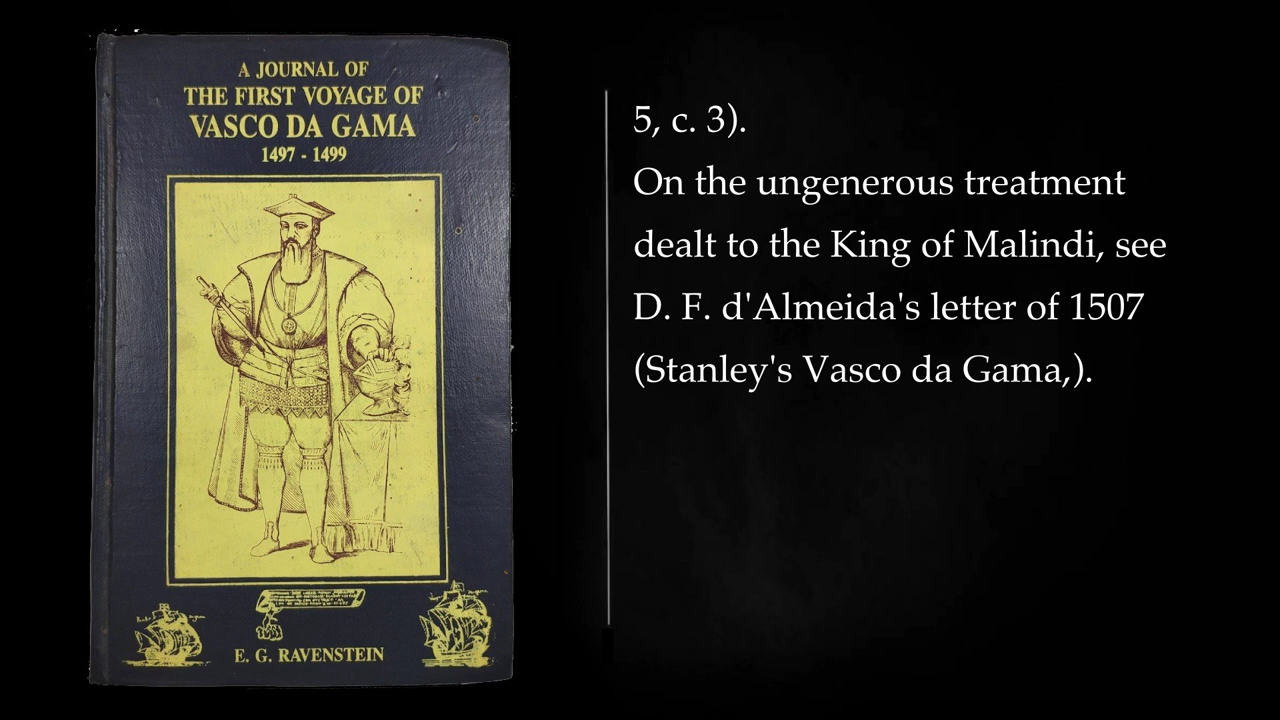 A JOURNAL OF
THE FIRST VOYAGE OF
VASCO DA GAMA
1497 - 1499
E. G. RAVENSTEIN
5, c. 3).
On the ungenerous treatment
dealt to the King of Malindi, see
D. F. d'Almeida's letter of 1507
(Stanley's Vasco da Gama,).